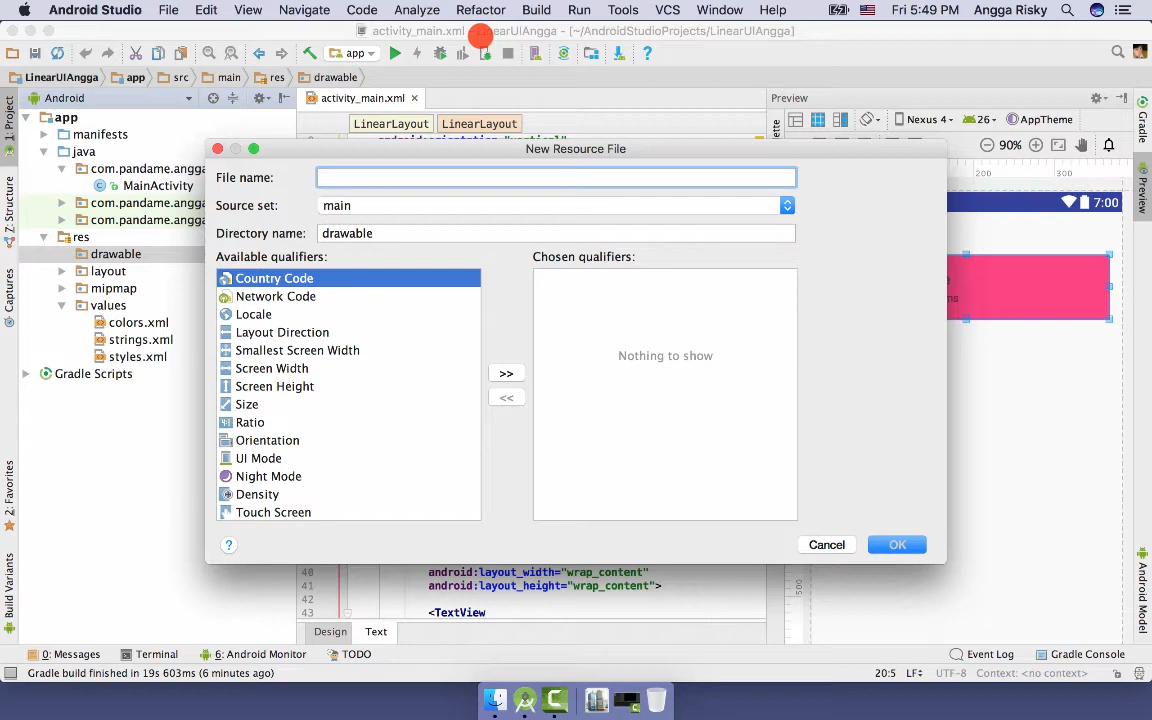 Android Studio File Edit View Navigate Code Analyze Refactor Build Run Tools VCS Window Help Fri 5:49 PM Angga Risky
activity_main.xml - LinearUIAngga - [~/AndroidStudioProjects/LinearUIAngga]
app
LinearUIAngga app src main res drawable
Android activity_main.xml Preview
LinearLayout LinearLayout Nexus 4 26 AppTheme
app
manifests
java
com.pandame.angga
MainActivity
com.pandame.angga
com.pandame.angga
res
drawable
layout
mipmap
values
colors.xml
strings.xml
styles.xml
Gradle Scripts
1: Project
Z: Structure
Captures
2: Favorites
Build Variants
New Resource File
File name:
Source set: main
Directory name: drawable
Available qualifiers: Chosen qualifiers:
Country Code
Network Code
Locale
Layout Direction
Smallest Screen Width
Screen Width
Screen Height
Size
Ratio
Orientation
UI Mode
Night Mode
Density
Touch Screen
>>
<<
Nothing to show
? Cancel OK
90%
200 300
7:00
500
Gradle
Preview
Android Model
40 android:layout_width="wrap_content"
41 android:layout_height="wrap_content">
42
43 <TextView
Design Text
0: Messages Terminal 6: Android Monitor TODO Event Log Gradle Console
Gradle build finished in 19s 603ms (6 minutes ago) 20:5 LF UTF-8 Context: <no context>